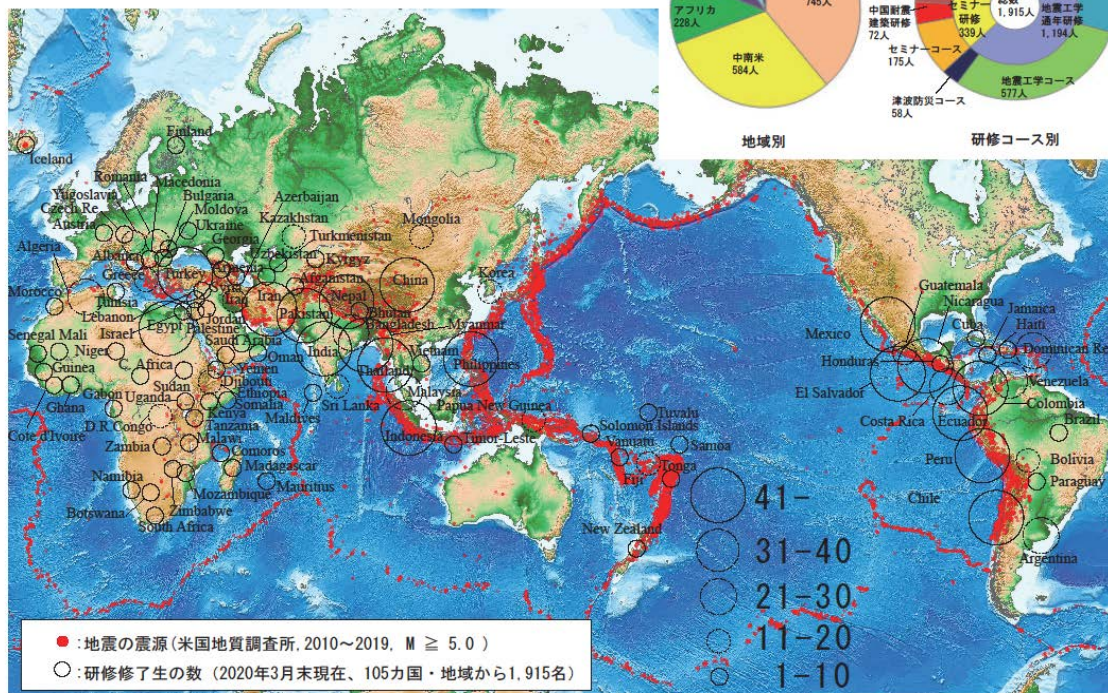 745人
アフリカ
228人
中南米
584人
地域別
総数
1,915人
中国耐震
建築研修
72人
セミナー
研修
339人
地震工学
通年研修
1,194人
セミナーコース
175人
津波防災コース
58人
地震工学コース
577人
研修コース別
Finland
Iceland
Romania
Macedonia
Yugoslavia
Bulgaria
Czech Re.
Moldova
Austria
Ukraine
Azerbaijan
Kazakhstan
Georgia
Turkmenistan
Mongolia
Algeria
Albania
Uzbekistan
Kyrgyz
Greece
Turkey
Armenia
Afganistan
China
Korea
Morocco
Tunisia
Iran
Iran
Nepal
Lebanon
Jordan
Pakistan
Bhutan
Israel
Egypt
Palestine
Bangladesh
Myanmar
Senegal
Mali
Saudi Arabia
India
Vietnam
Niger
Oman
Thailand
Philippines
Guinea
Africa
Yemen
Sudan
Djibouti
Malaysia
Gabon
Uganda
Ethiopia
Ghana
Somalia
Sri Lanka
Papua New Guinea
Kenya
Maldives
Cote d'Ivoire
D.R.Congo
Tanzania
Indonesia
Timor-Leste
Solomon Islands
Tuvalu
Zambia
Malawi
Vanuatu
Samoa
Comoros
Namibia
Madagascar
Fiji
Tonga
Mauritius
Mozambique
Botswana
Zimbabwe
South Africa
New Zealand
Guatemala
Nicaragua
Jamaica
Mexico
Cuba
Haiti
Honduras
Dominican Re
El Salvador
Venezuela
Costa Rica
Colombia
Ecuador
Brazil
Peru
Bolivia
Chile
Paraguay
Argentina
41-
31-40
21-30
11-20
1-10
:地震の震源(米国地質調査所, 2010～2019, M ≧ 5.0 )
:研修修了生の数 (2020年3月末現在、105カ国・地域から1,915名)